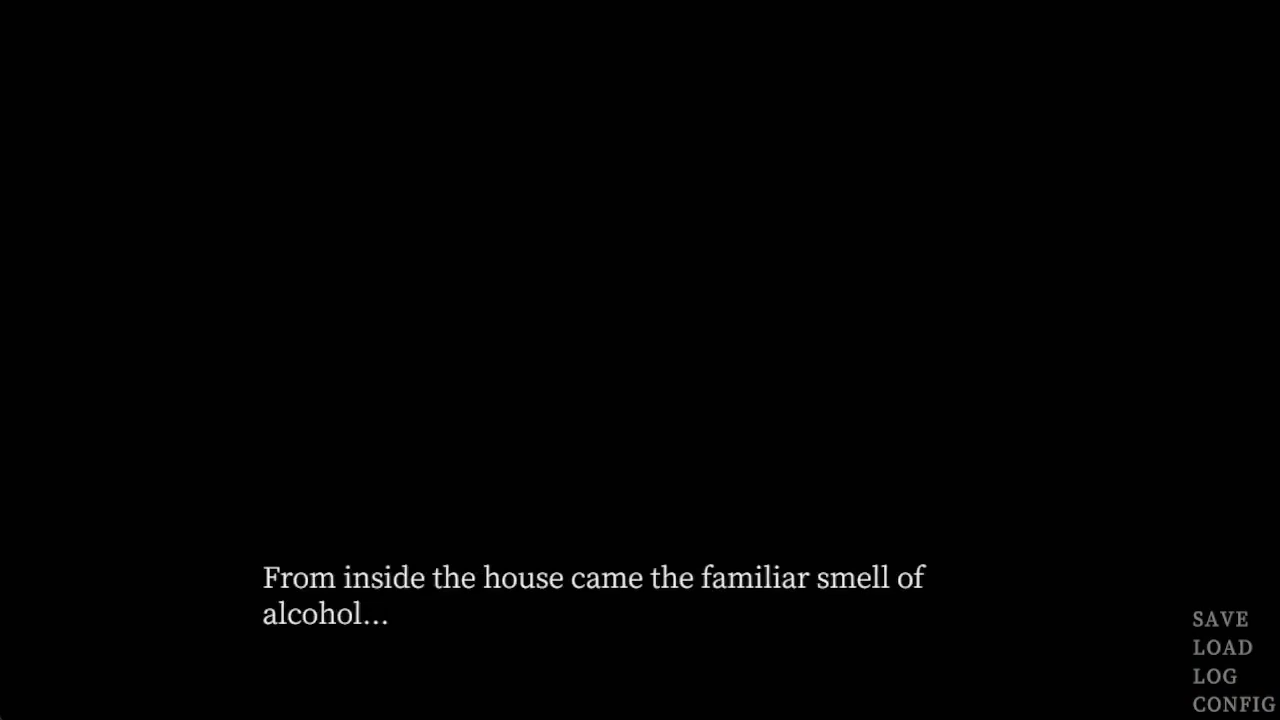 From inside the house came the familiar smell of
alcohol...
SAVE
LOAD
LOG
CONFIG